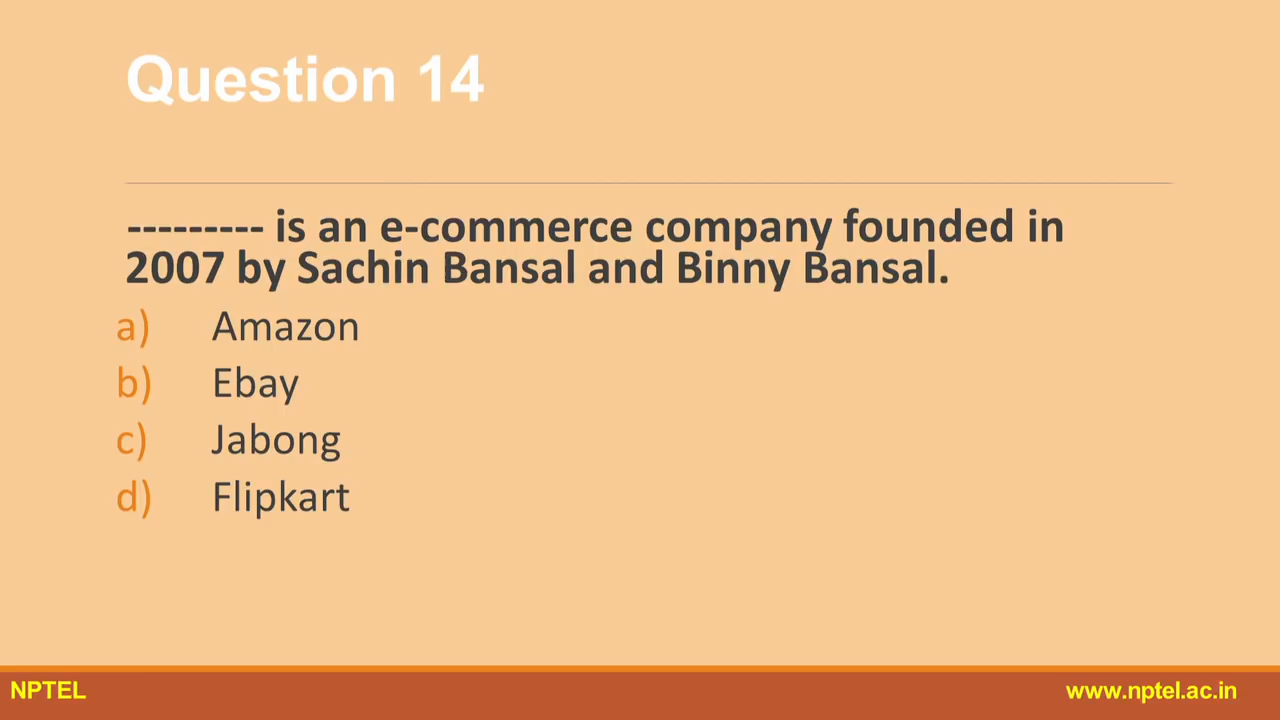 Question 14
--------- is an e-commerce company founded in
2007 by Sachin Bansal and Binny Bansal.
a) Amazon
b) Ebay
c) Jabong
d) Flipkart
NPTEL www.nptel.ac.in